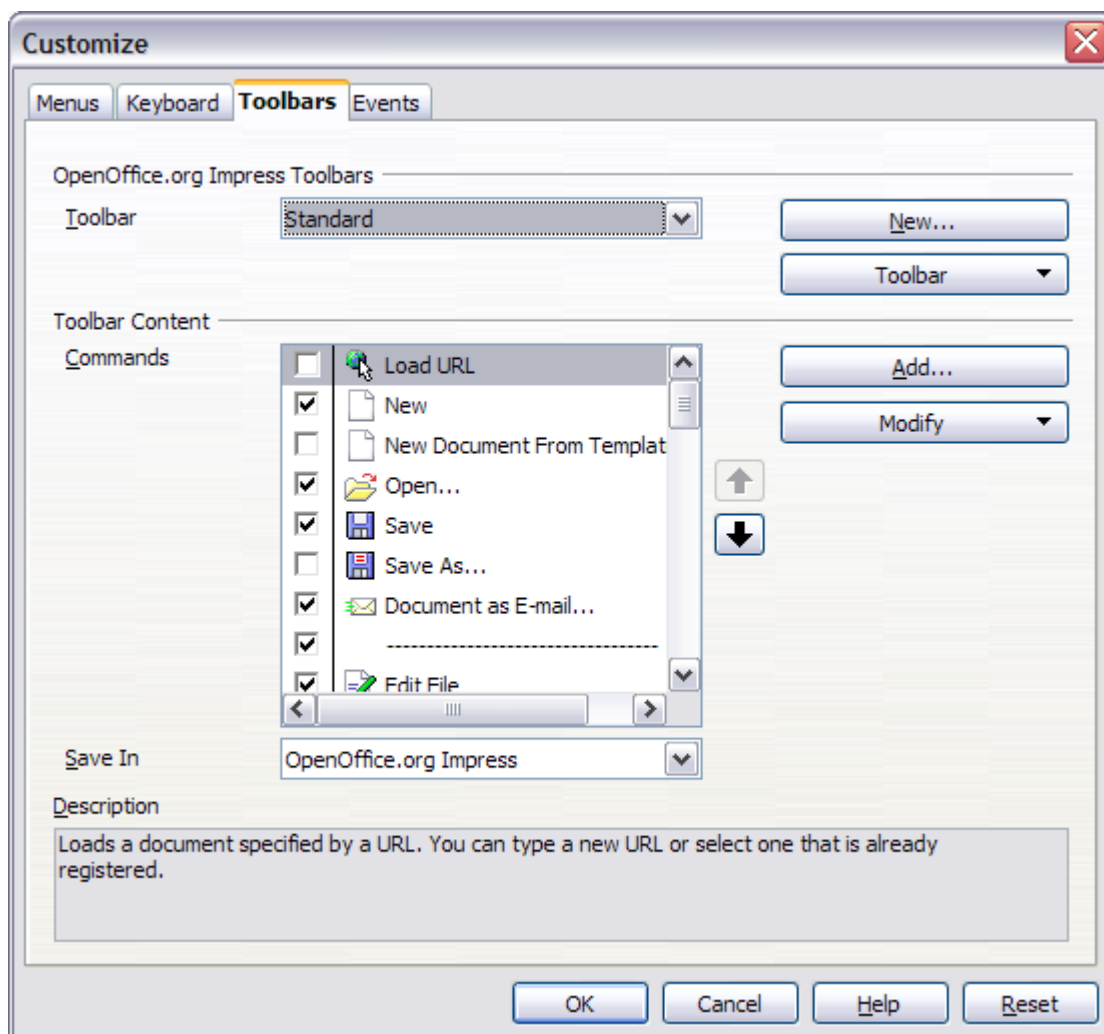 Customize
Menus Keyboard Toolbars Events
OpenOffice.org Impress Toolbars
Toolbar Standard New...
Toolbar
Toolbar Content
Commands Load URL Add...
New
Modify
New Document From Templat
Open...
Save
Save As...
Document as E-mail...
----------------------------------
Edit File
Save In OpenOffice.org Impress
Description
Loads a document specified by a URL. You can type a new URL or select one that is already
registered.
OK Cancel Help Reset